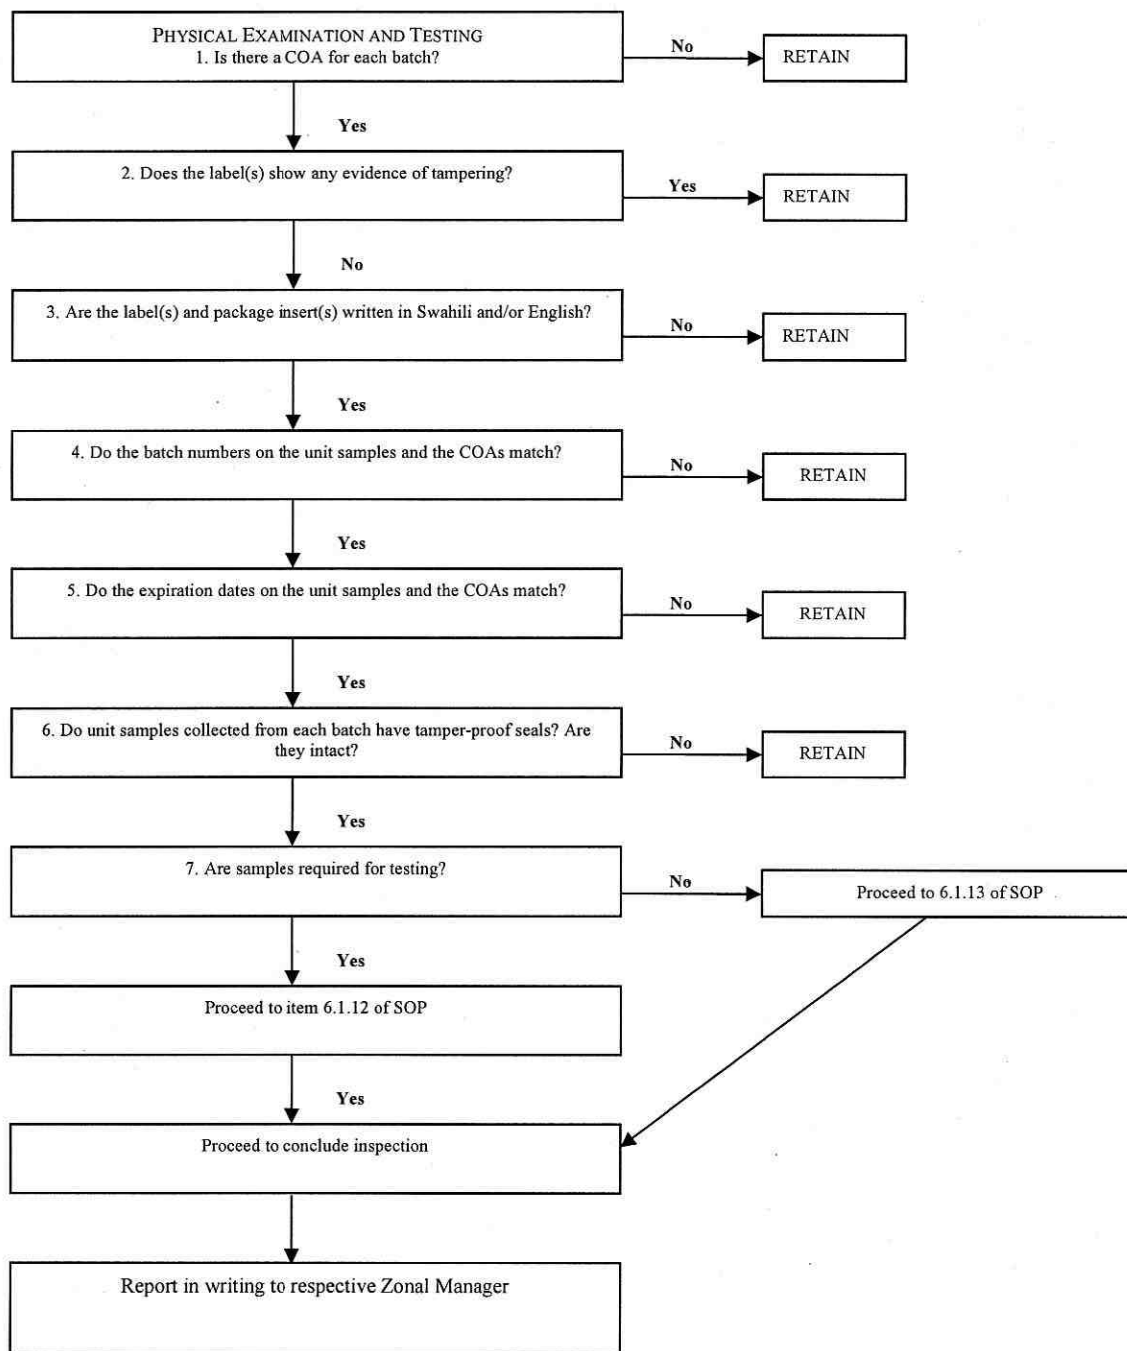 PHYSICAL EXAMINATION AND TESTING
1. Is there a COA for each batch?
No
RETAIN
Yes
2. Does the label(s) show any evidence of tampering?
Yes
RETAIN
No
3. Are the label(s) and package insert(s) written in Swahili and/or English?
No
RETAIN
Yes
4. Do the batch numbers on the unit samples and the COAs match?
No
RETAIN
Yes
5. Do the expiration dates on the unit samples and the COAs match?
No
RETAIN
Yes
6. Do unit samples collected from each batch have tamper-proof seals? Are
they intact?
No
RETAIN
Yes
7. Are samples required for testing?
No
Proceed to 6.1.13 of SOP
Yes
Proceed to item 6.1.12 of SOP
Yes
Proceed to conclude inspection
Report in writing to respective Zonal Manager